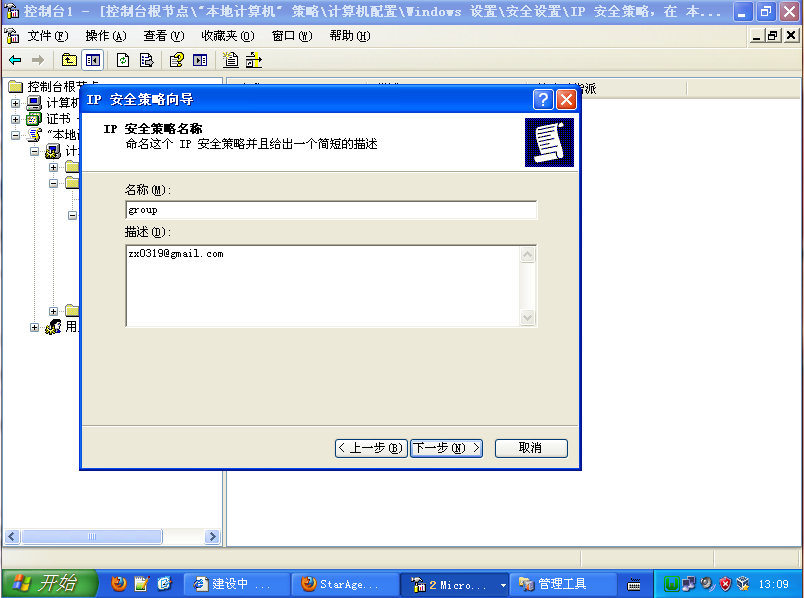 控制台1 - [控制台根节点\"本地计算机" 策略\计算机配置\Windows 设置\安全设置\IP 安全策略，在 本...
文件(F) 操作(A) 查看(V) 收藏夹(O) 窗口(W) 帮助(H)
控制台根节点
计算机
证书 -
"本地计
计
用
IP 安全策略向导
IP 安全策略名称
命名这个 IP 安全策略并且给出一个简短的描述
名称(M):
group
描述(D):
zx0319@gmail.com
< 上一步(B) 下一步(N) > 取消
开始 建设中 ... StarAge... 2 Micro... 管理工具 13:09